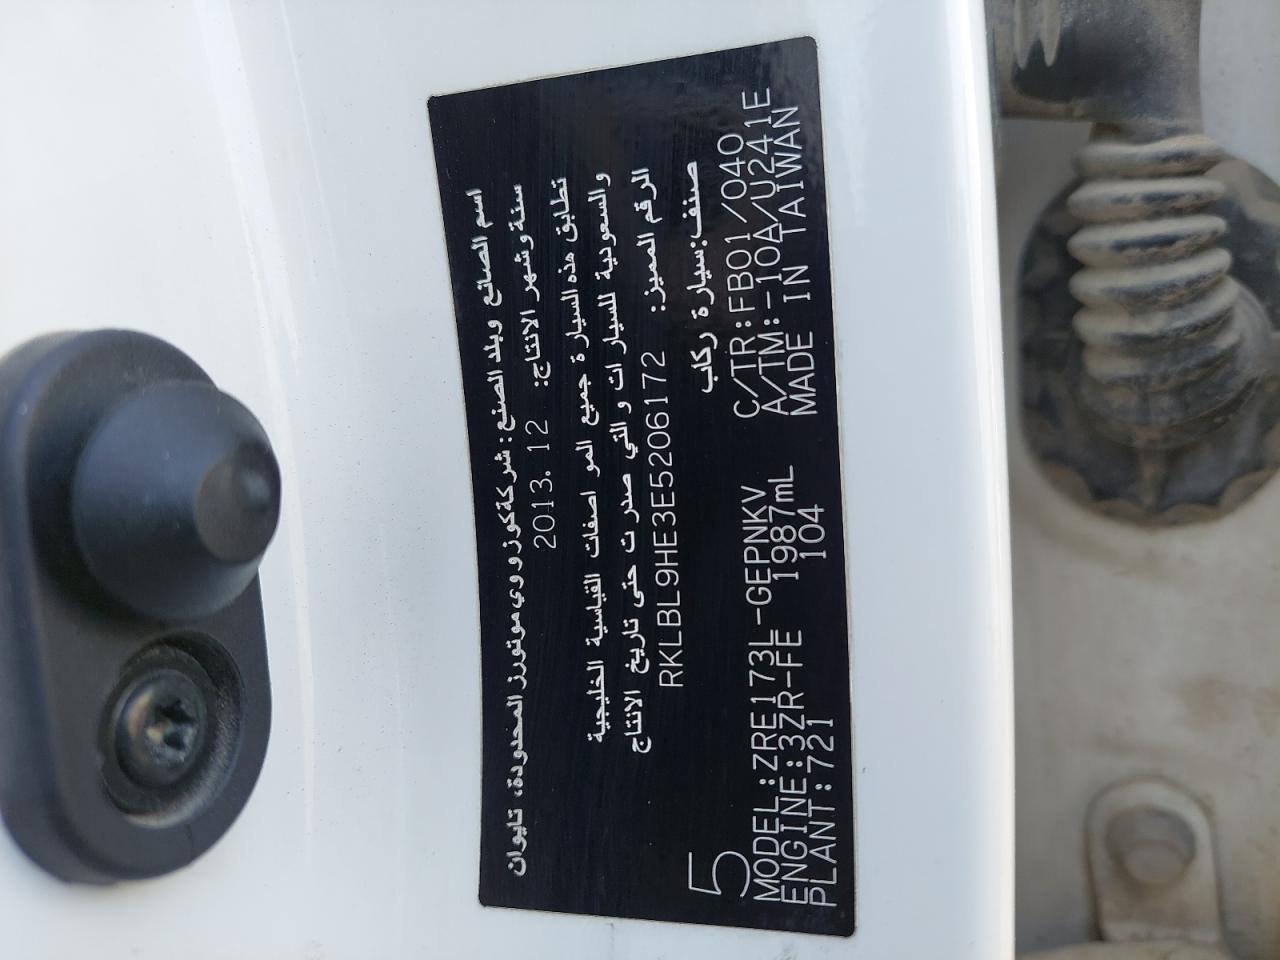 اسم الصانع وبلد الصنع: شركة كوزووي موتورز المحدودة، تايوان
سنة وشهر الانتاج: 2013. 12
تطابق هذه السيارة جميع المواصفات القياسية الخليجية
والسعودية للسيارات والتي صدرت حتى تاريخ الانتاج
الرقم المميز: RKLBL9HE3E5206172
صنف: سيارة ركاب
5
MODEL:ZRE173L-GEPNKV C/TR:FB01/040
ENGINE:3ZR-FE 1987mL A/TM:-10A/U241E
PLANT:721 104 MADE IN TAIWAN